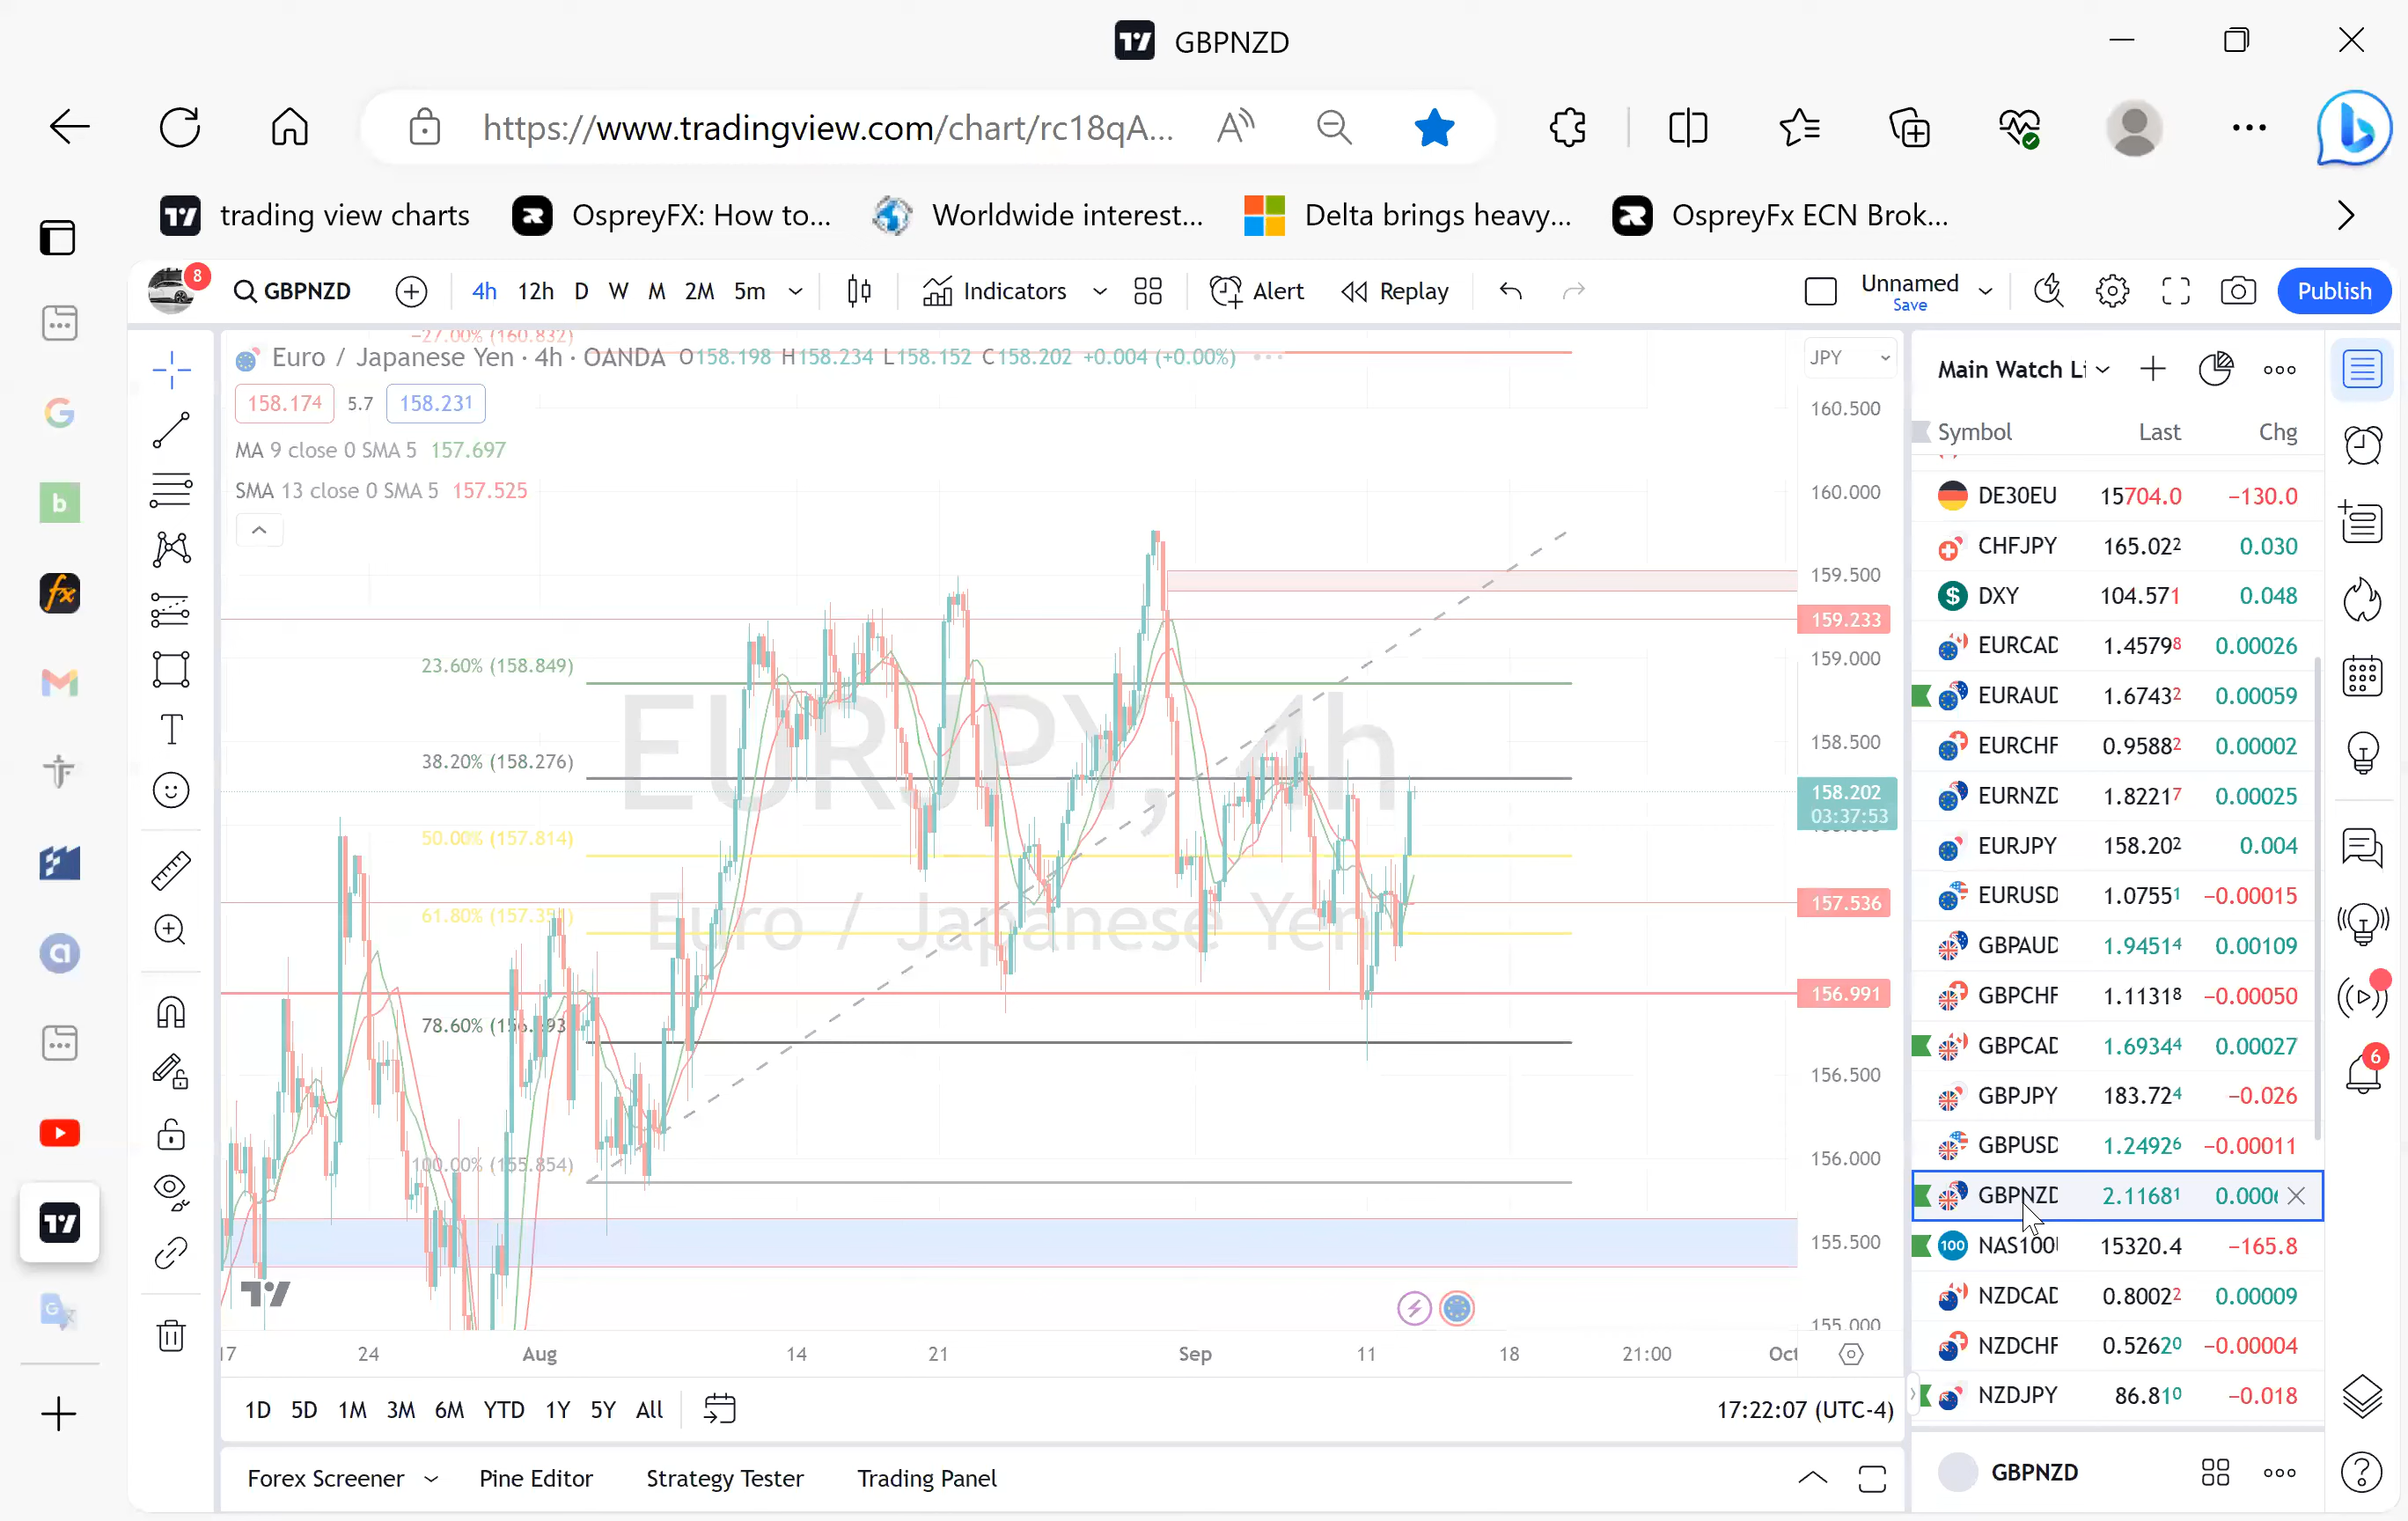 GBPNZD
https://www.tradingview.com/chart/rc18qA...
trading view charts
OspreyFX: How to...
Worldwide interest...
Delta brings heavy...
OspreyFx ECN Brok...
8
GBPNZD
4h 12h D W M 2M 5m
Indicators
Alert
Replay
Unnamed
Save
Publish
-27.00% (160.832)
Euro / Japanese Yen · 4h · OANDA O158.198 H158.234 L158.152 C158.202 +0.004 (+0.00%)
158.174 5.7 158.231
MA 9 close 0 SMA 5 157.697
SMA 13 close 0 SMA 5 157.525
JPY
160.500
160.000
159.500
159.233
159.000
158.500
158.202
03:37:53
157.536
156.991
156.500
156.000
155.500
155.000
23.60% (158.849)
38.20% (158.276)
50.00% (157.814)
61.80%
78.60%
100.00% (155.854)
EURJPY, 4h
Euro / Japanese Yen
17 24 Aug 14 21 Sep 11 18 21:00 Oct
1D 5D 1M 3M 6M YTD 1Y 5Y All
17:22:07 (UTC-4)
Forex Screener Pine Editor Strategy Tester Trading Panel
Main Watch Li
Symbol Last Chg
DE30EU 15704.0 −130.0
CHFJPY 165.022 0.030
DXY 104.571 0.048
EURCAD 1.45798 0.00026
EURAUD 1.67432 0.00059
EURCHF 0.95882 0.00002
EURNZD 1.82217 0.00025
EURJPY 158.202 0.004
EURUSD 1.07551 −0.00015
GBPAUD 1.94514 0.00109
GBPCHF 1.11318 −0.00050
GBPCAD 1.69344 0.00027
GBPJPY 183.724 −0.026
GBPUSD 1.24926 −0.00011
GBPNZD 2.11681
100 NAS100 15320.4 −165.8
NZDCAD 0.80022 0.00009
NZDCHF 0.52620 −0.00004
NZDJPY 86.810 −0.018
GBPNZD
6